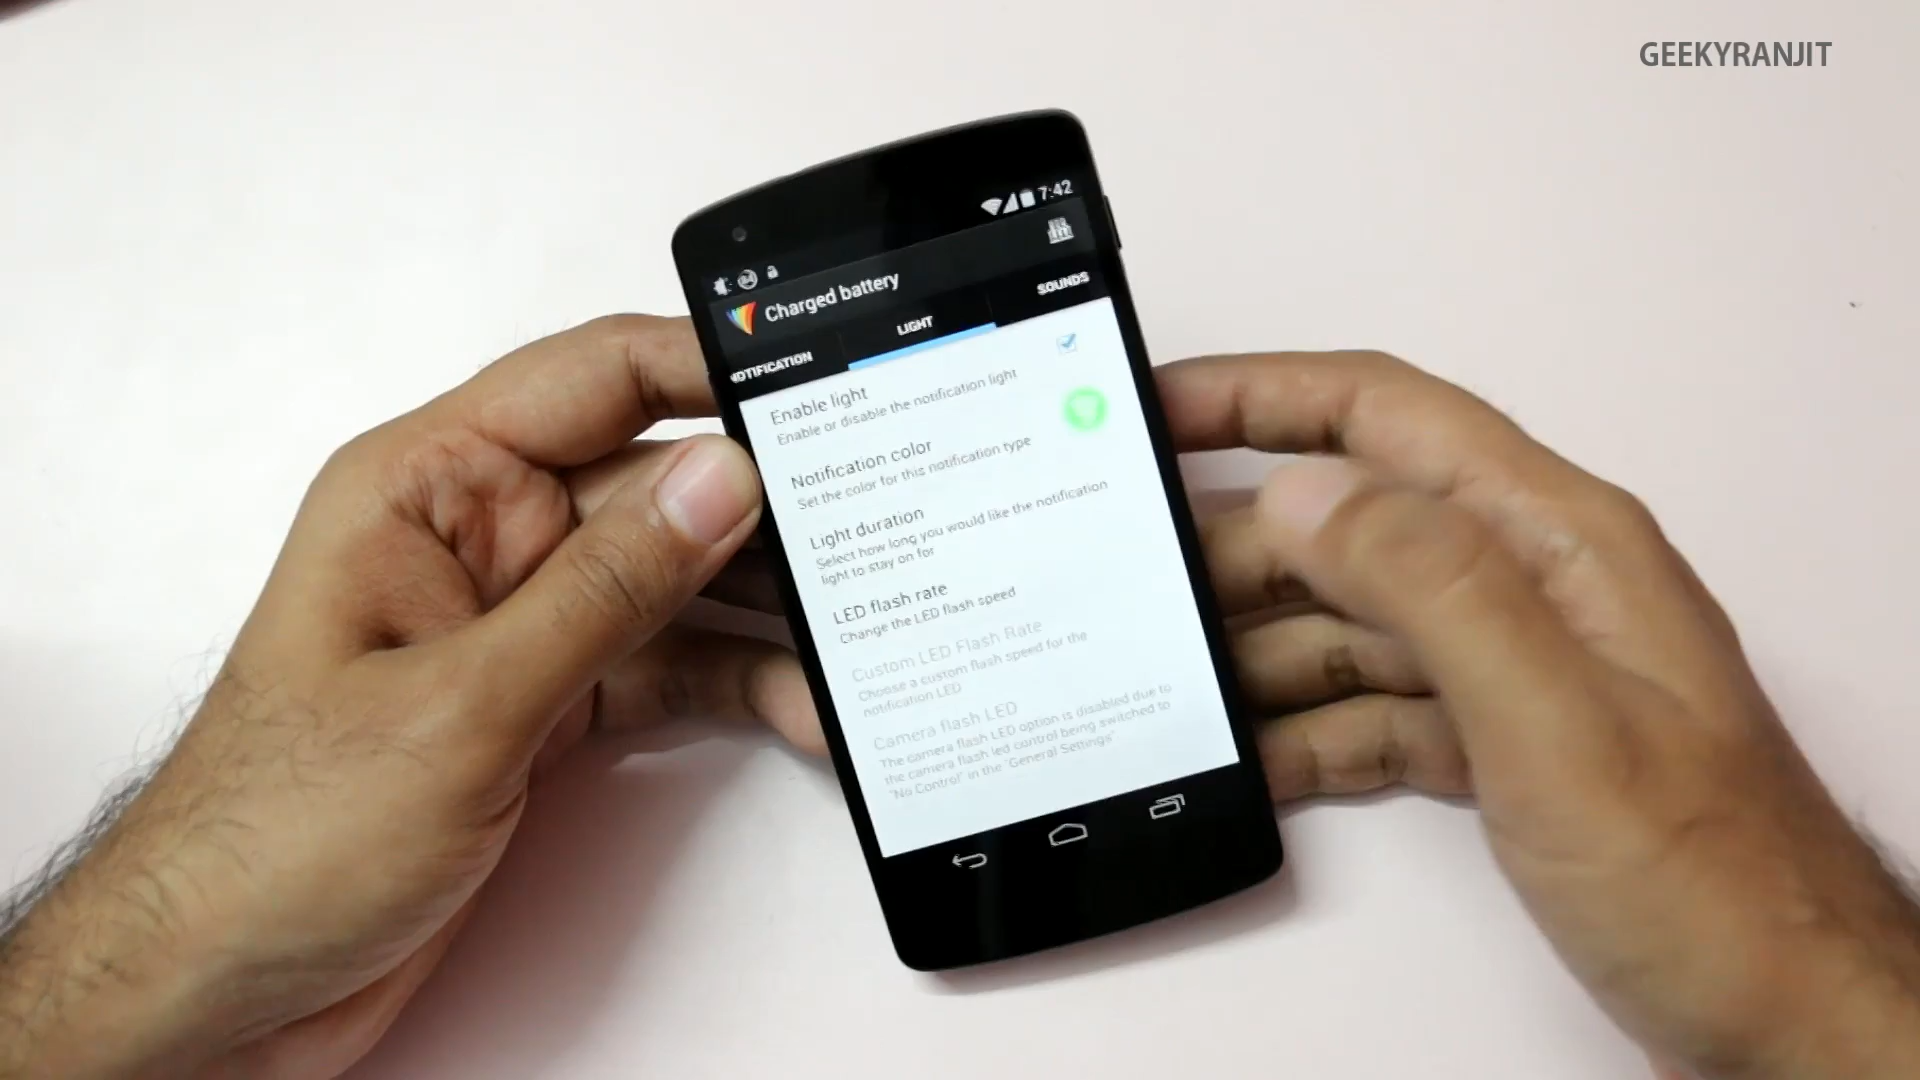 GEEKYRANJIT
7:42
Charged battery
NOTIFICATION
LIGHT
SOUNDS
Enable light
Enable or disable the notification light
Notification color
Set the color for this notification type
Light duration
Select how long you would like the notification
light to stay on for
LED flash rate
Change the LED flash speed
Custom LED Flash Rate
Choose a custom flash speed for the
notification LED
Camera flash LED
The camera flash LED option is disabled due to
the camera flash led control being switched to
"No Control" in the "General Settings"